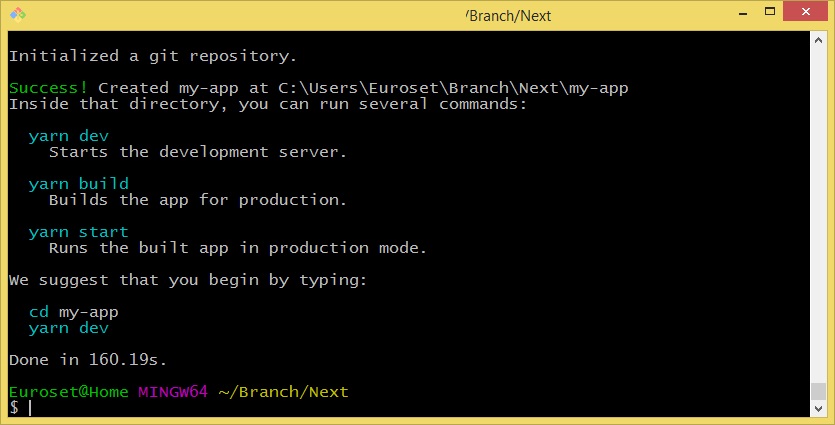 /Branch/Next
Initialized a git repository.
Success! Created my-app at C:\Users\Euroset\Branch\Next\my-app
Inside that directory, you can run several commands:
yarn dev
Starts the development server.
yarn build
Builds the app for production.
yarn start
Runs the built app in production mode.
We suggest that you begin by typing:
cd my-app
yarn dev
Done in 160.19s.
Euroset@Home MINGW64 ~/Branch/Next
$